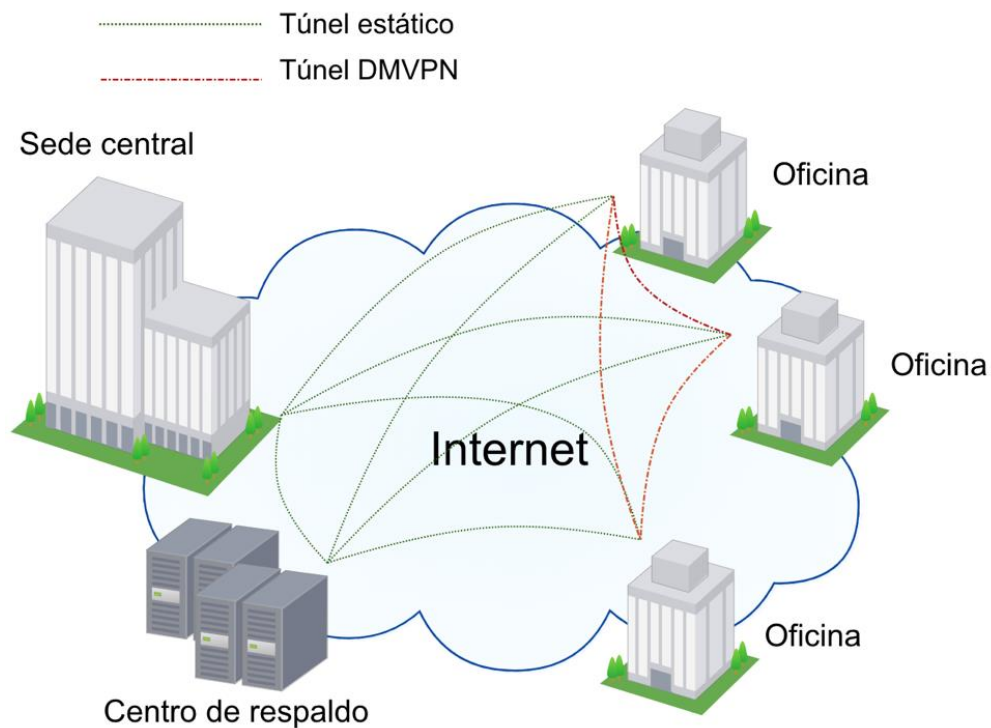 Túnel estático
Túnel DMVPN
Sede central
Oficina
Oficina
Internet
Oficina
Centro de respaldo